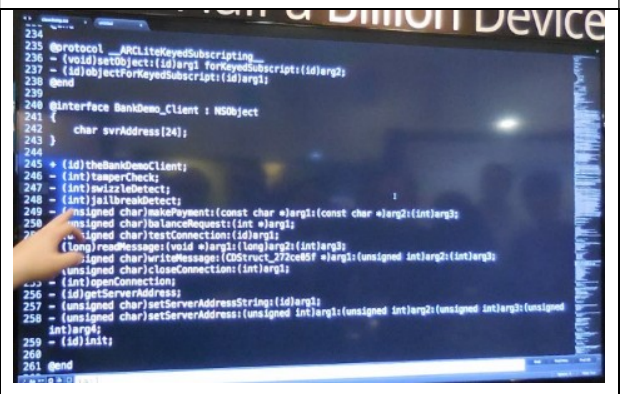 a Billion Device
234
235 @protocol __ARCLiteKeyedSubscripting__
236 - (void)setObject:(id)arg1 forKeyedSubscript:(id)arg2;
237 - (id)objectForKeyedSubscript:(id)arg1;
238 @end
239
240 @interface BankDemo_Client : NSObject
241 {
242 char svrAddress[24];
243 }
244
245 + (id)theBankDemoClient;
246 - (int)tamperCheck;
247 - (int)swizzleDetect;
248 - (int)jailbreakDetect;
249 - (unsigned char)makePayment:(const char *)arg1:(const char *)arg2:(int)arg3;
250 unsigned char)balanceRequest:(int *)arg1;
signed char)testConnection:(id)arg1;
(long)readMessage:(void *)arg1:(long)arg2:(int)arg3;
signed char)writeMessage:(CDStruct_272ce05f *)arg1:(unsigned int)arg2:(int)arg3;
(unsigned char)closeConnection:(int)arg1;
255 - (int)openConnection;
256 - (id)getServerAddress;
257 - (unsigned char)setServerAddressString:(id)arg1;
258 - (unsigned char)setServerAddress:(unsigned int)arg1:(unsigned int)arg2:(unsigned int)arg3:(unsigned
int)arg4;
259 - (id)init;
260
261 @end